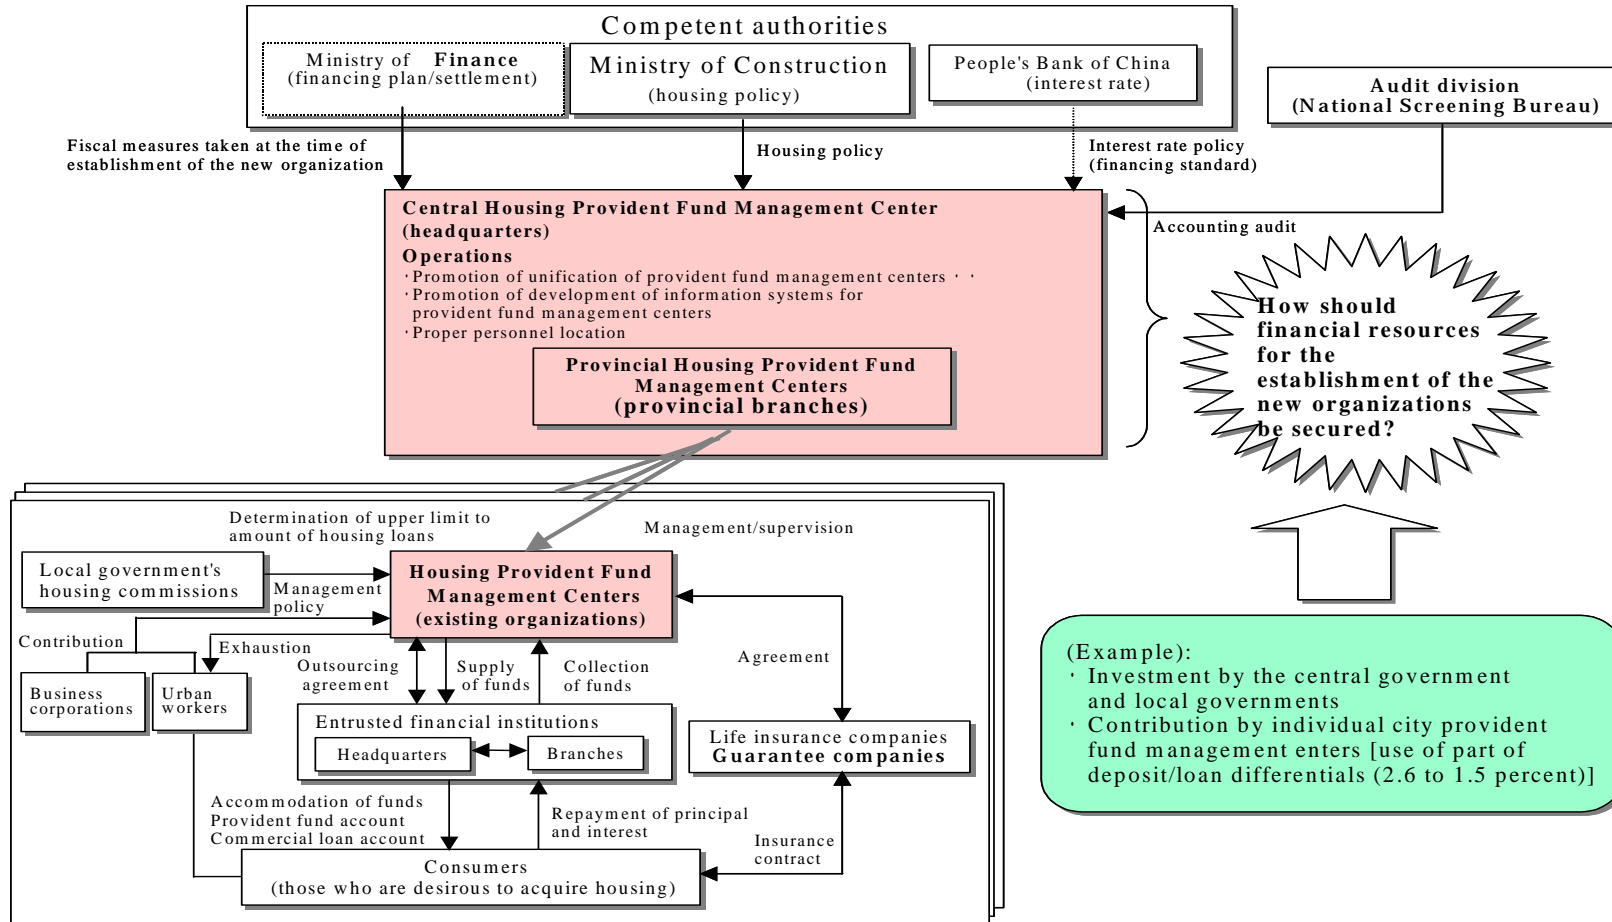 Competent authorities
Ministry of Finance
(financing plan/settlement)
Ministry of Construction
(housing policy)
People's Bank of China
(interest rate)
Audit division
(National Screening Bureau)
Fiscal measures taken at the time of
establishment of the new organization
Housing policy
Interest rate policy
(financing standard)
Accounting audit
Central Housing Provident Fund Management Center
(headquarters)
Operations
· Promotion of unification of provident fund management centers · ·
· Promotion of development of information systems for
provident fund management centers
· Proper personnel location
Provincial Housing Provident Fund
Management Centers
(provincial branches)
How should
financial resources
for the
establishment of the
new organizations
be secured?
Determination of upper limit to
amount of housing loans
Management/supervision
Local government's
housing commissions
Management
policy
Housing Provident Fund
Management Centers
(existing organizations)
Contribution
Exhaustion
Business
corporations
Urban
workers
Outsourcing
agreement
Supply
of funds
Collection
of funds
Agreement
Entrusted financial institutions
Headquarters
Branches
Life insurance companies
Guarantee companies
Accommodation of funds
Provident fund account
Commercial loan account
Repayment of principal
and interest
Insurance
contract
Consumers
(those who are desirous to acquire housing)
(Example):
· Investment by the central government
and local governments
· Contribution by individual city provident
fund management enters [use of part of
deposit/loan differentials (2.6 to 1.5 percent)]